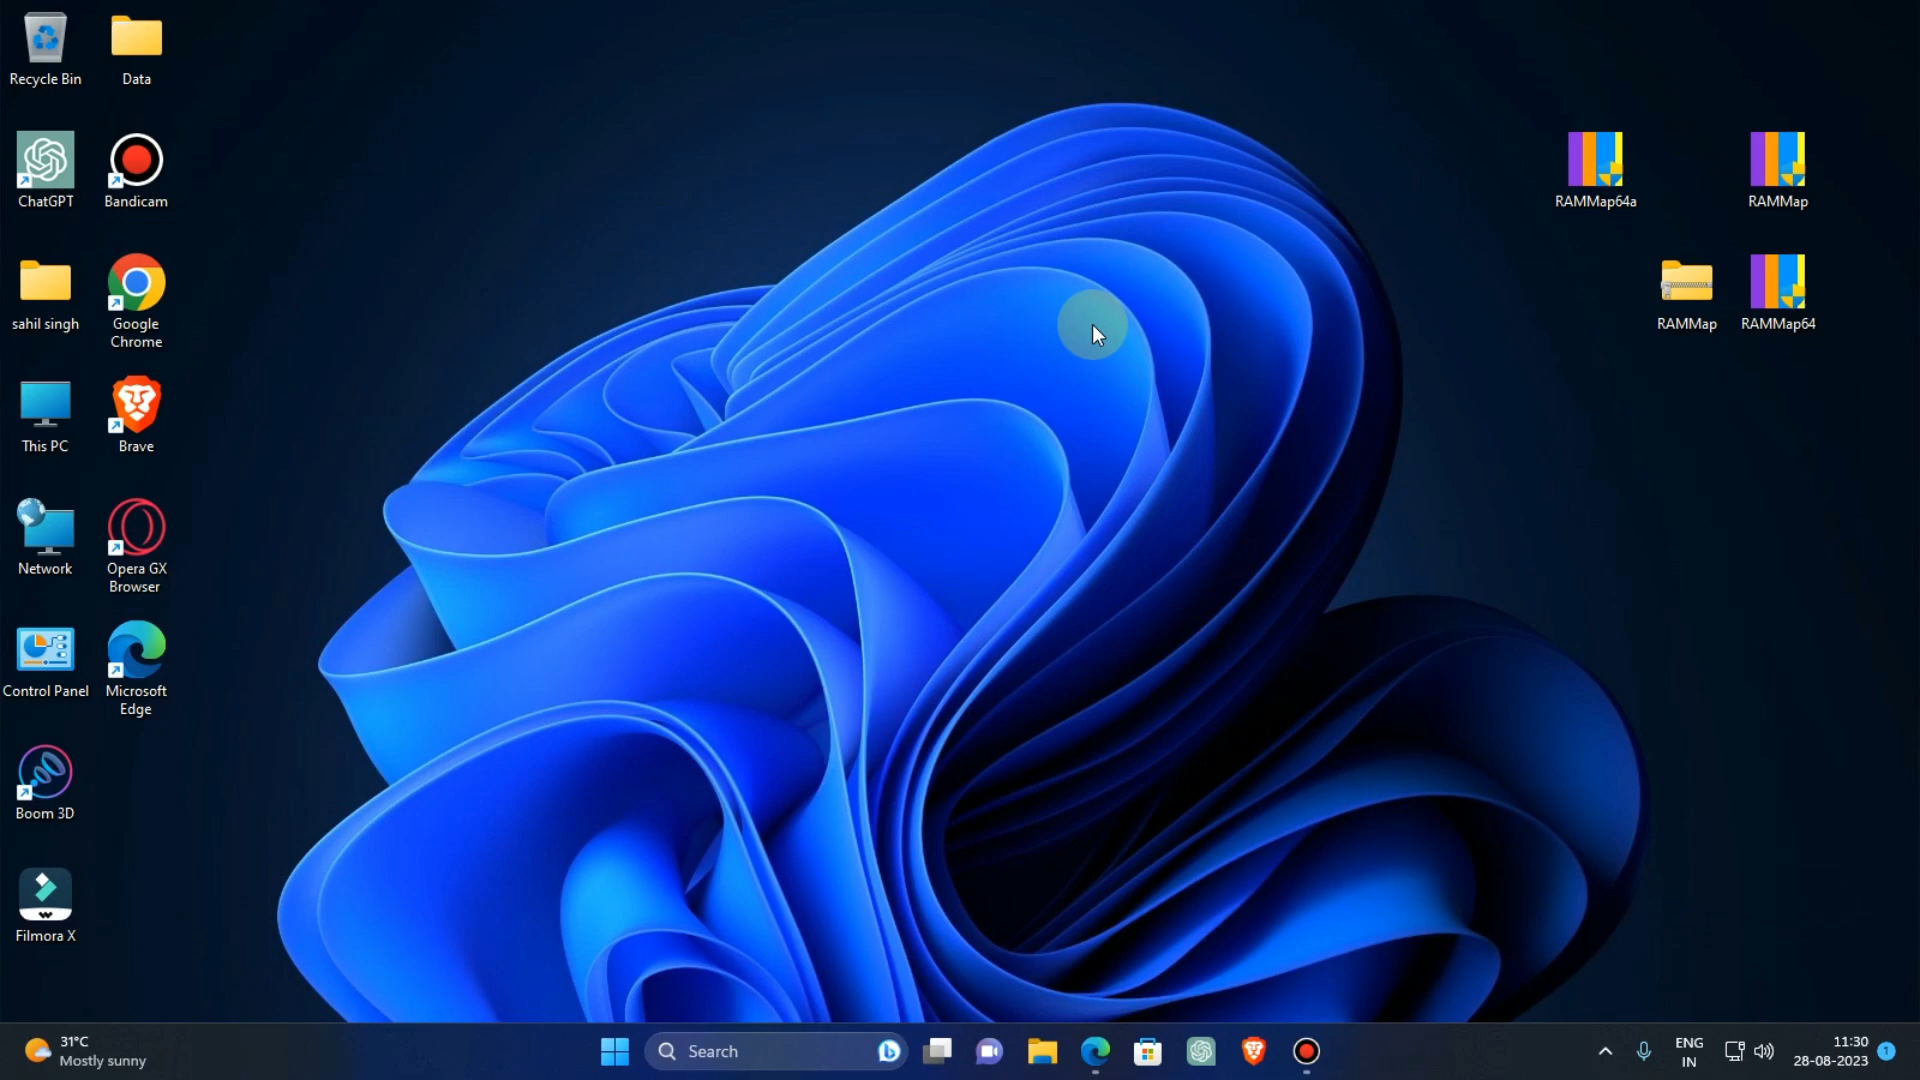 Recycle Bin
Data
ChatGPT
Bandicam
sahil singh
Google
Chrome
This PC
Brave
Network
Opera GX
Browser
Control Panel
Microsoft
Edge
Boom 3D
Filmora X
RAMMap64a
RAMMap
RAMMap
RAMMap64
31°C
Mostly sunny
Search
ENG
IN
11:30
28-08-2023
1